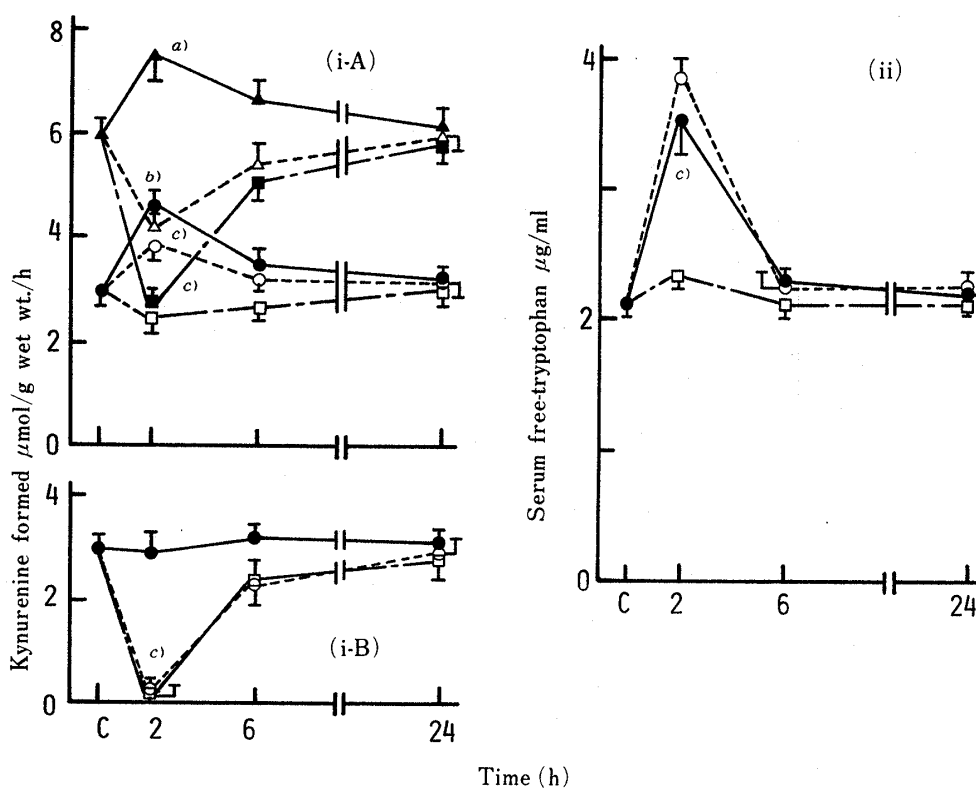 Kynurenine formed μmol/g wet wt./h
(i-A)
8
6
4
2
0
a)
b)
c)
c)
(i-B)
4
2
0
c)
C 2 6 24
Serum free-tryptophan μg/ml
(ii)
4
2
0
c)
C 2 6 24
Time (h)